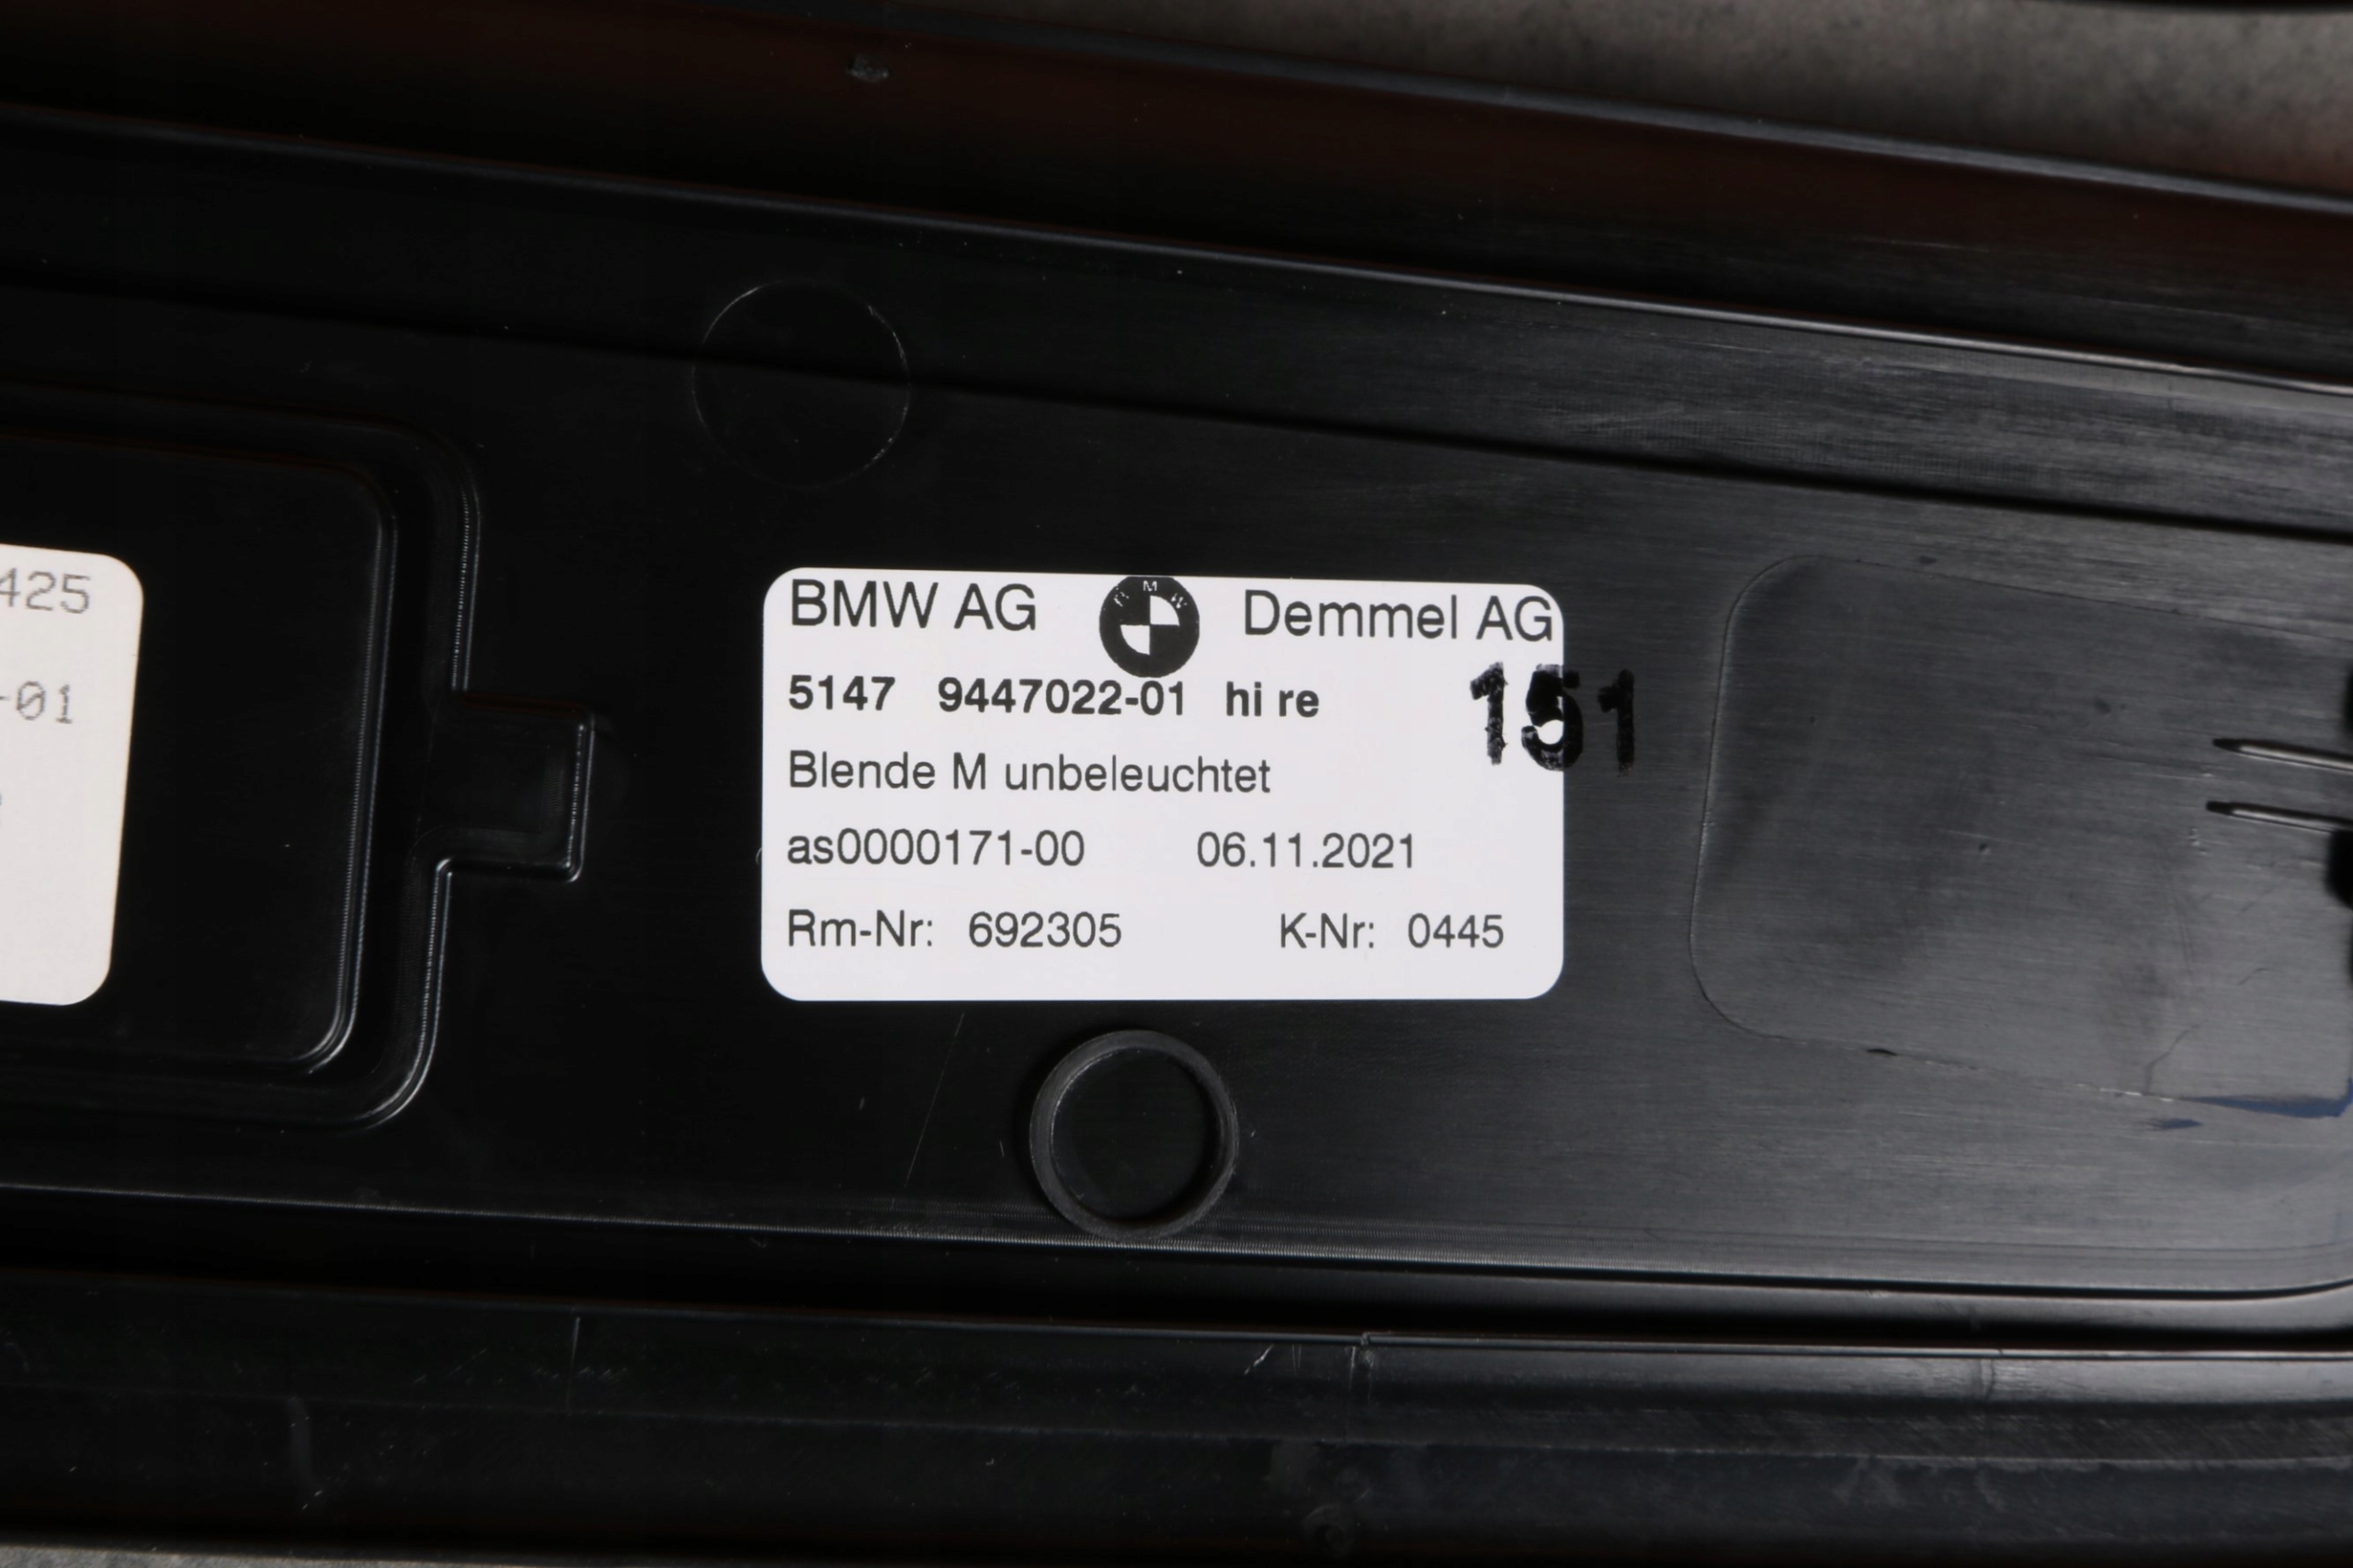 425
-01
BMW AG BMW Demmel AG
5147 9447022-01 hi re
151
Blende M unbeleuchtet
as0000171-00 06.11.2021
Rm-Nr: 692305 K-Nr: 0445